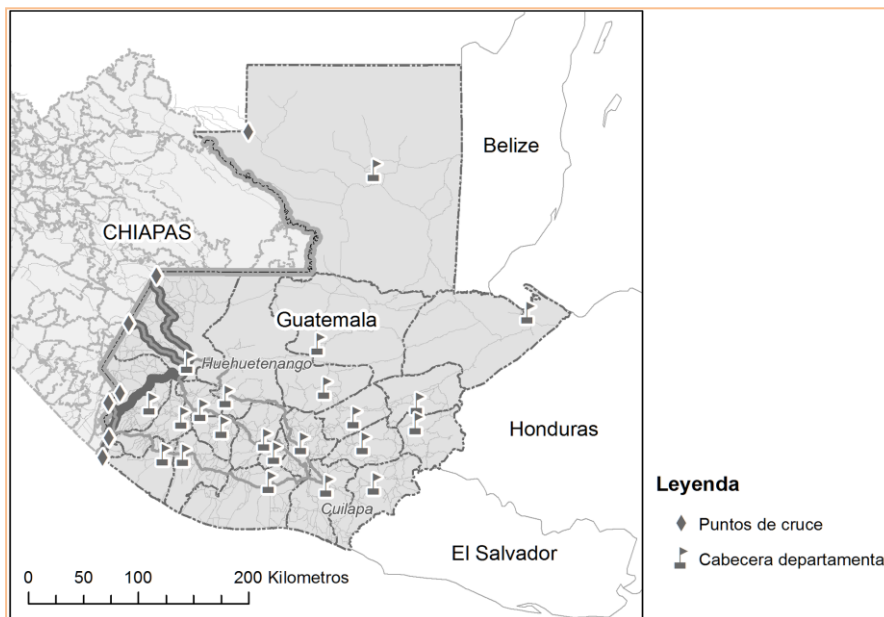 Belize
CHIAPAS
Guatemala
Huehuetenango
Honduras
Cuilapa
El Salvador
0 50 100 200 Kilometros
Leyenda
Puntos de cruce
Cabecera departamenta